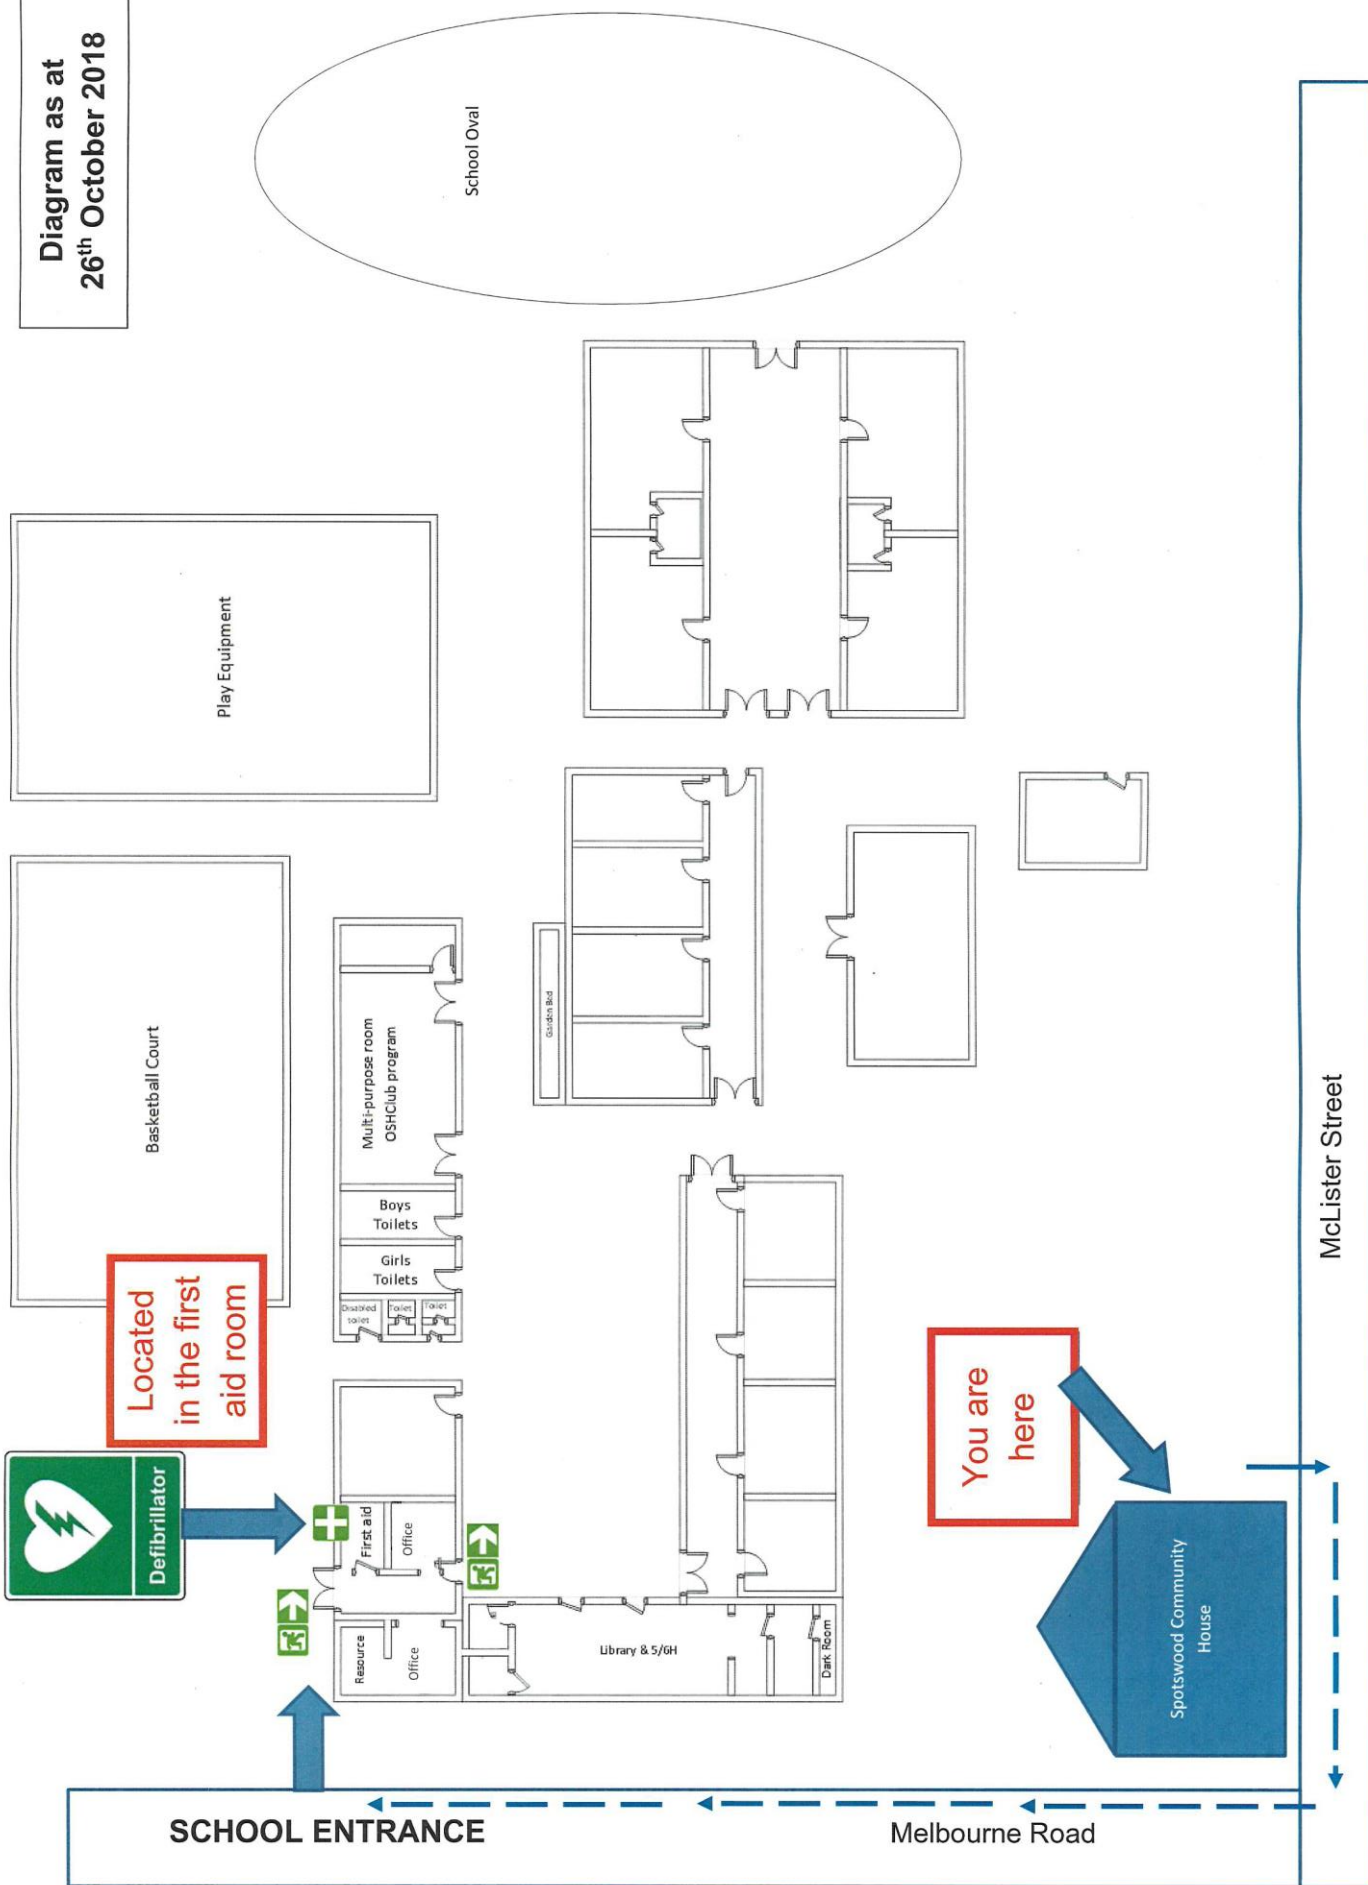 Diagram as at
26th October 2018
School Oval
Play Equipment
Basketball Court
Located
in the first
aid room
Defibrillator
Multi-purpose room
OSHClub program
Boys
Toilets
Girls
Toilets
Disabled
toilet
Toilet
Toilet
First aid
Office
Resource
Office
Garden Bed
Library & 5/6H
Dark Room
You are
here
Spotswood Community
House
McLister Street
SCHOOL ENTRANCE
Melbourne Road